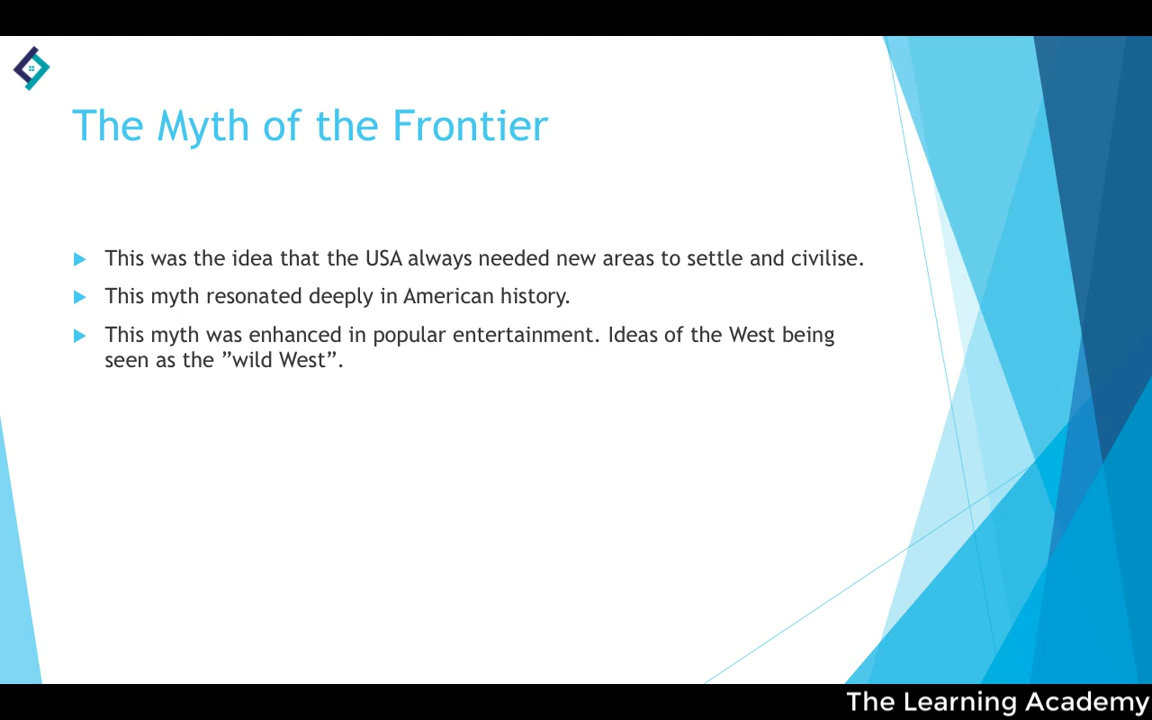 The Myth of the Frontier
This was the idea that the USA always needed new areas to settle and civilise.
This myth resonated deeply in American history.
This myth was enhanced in popular entertainment. Ideas of the West being
seen as the ”wild West”.
The Learning Academy